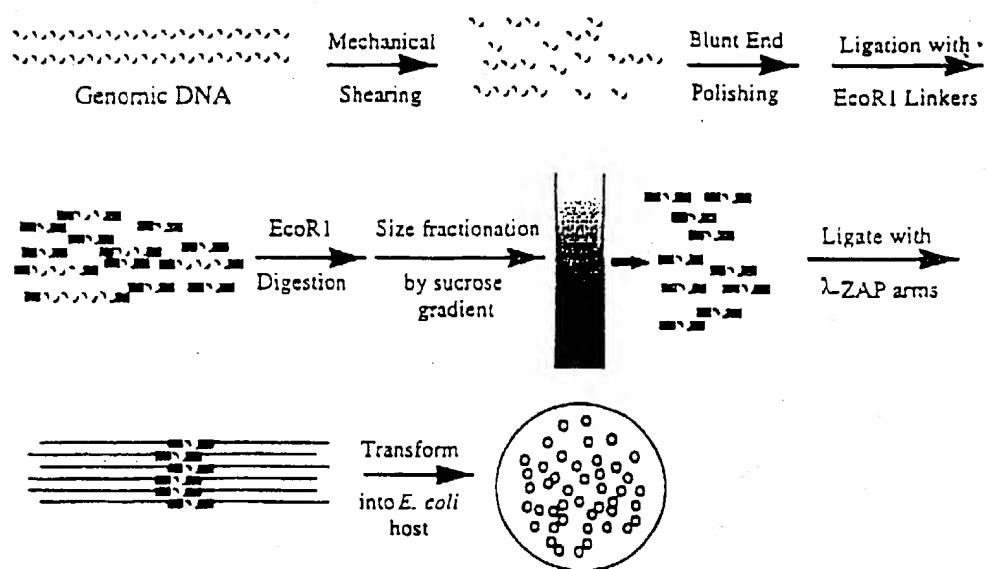 Mechanical
Shearing
Genomic DNA
Blunt End
Polishing
Ligation with
EcoR1 Linkers
EcoR1
Digestion
Size fractionation
by sucrose
gradient
Ligate with
λ-ZAP arms
Transform
into E. coli
host